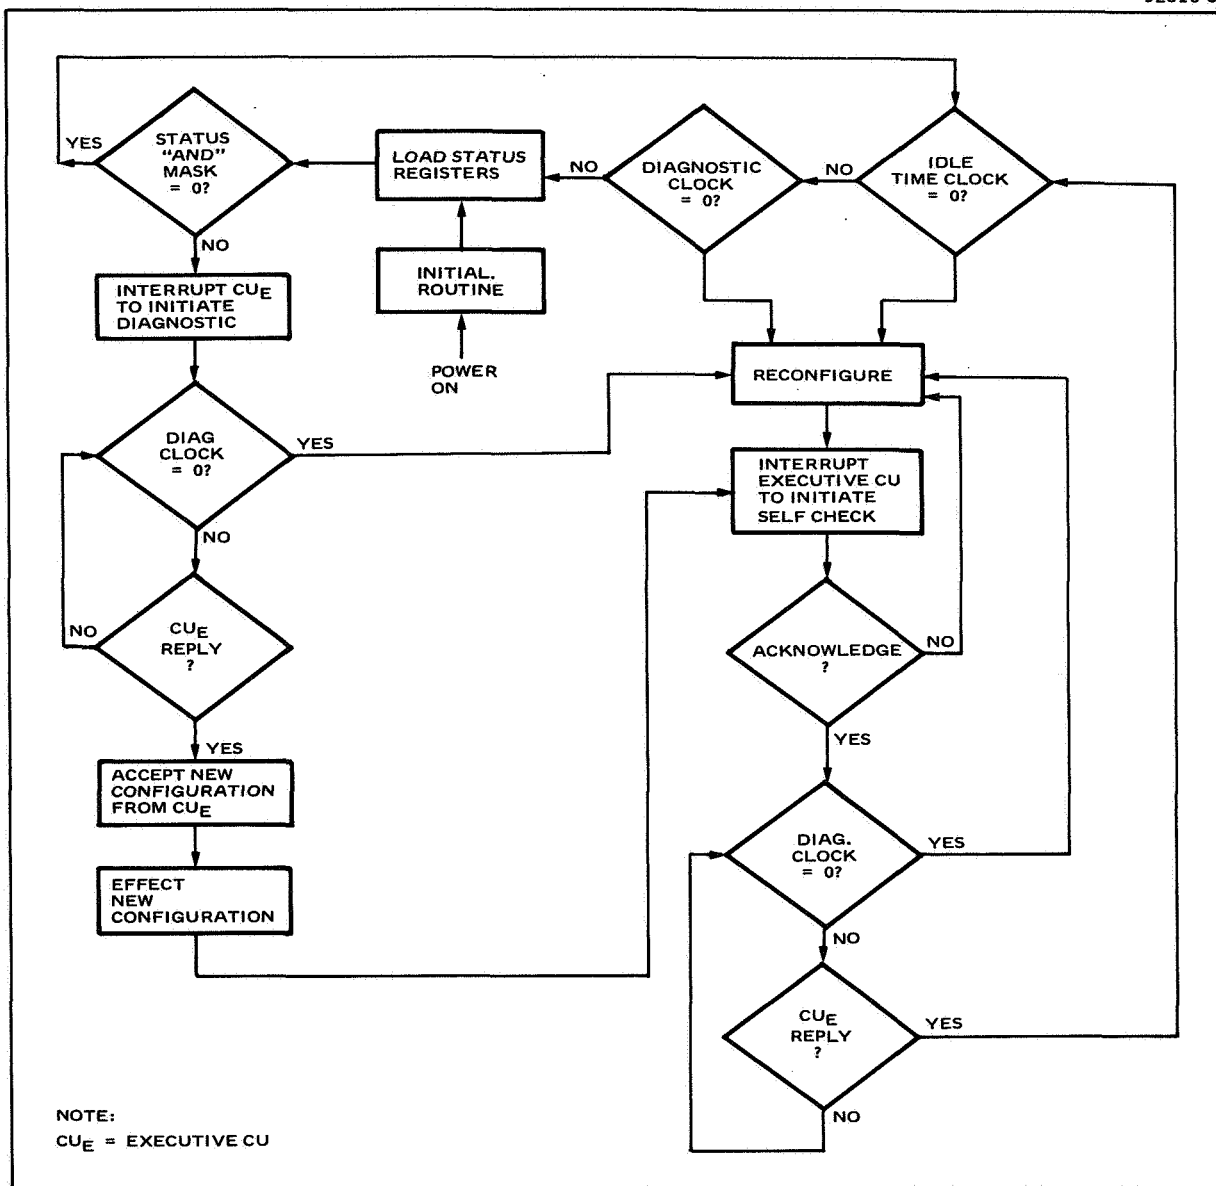 YES
STATUS
"AND"
MASK
= 0?
NO
INTERRUPT CUE
TO INITIATE
DIAGNOSTIC
DIAG
CLOCK
= 0?
YES
NO
CUE
REPLY
?
NO
YES
ACCEPT NEW
CONFIGURATION
FROM CUE
EFFECT
NEW
CONFIGURATION
LOAD STATUS
REGISTERS
INITIAL.
ROUTINE
POWER
ON
NO
DIAGNOSTIC
CLOCK
= 0?
NO
IDLE
TIME CLOCK
= 0?
RECONFIGURE
INTERRUPT
EXECUTIVE CU
TO INITIATE
SELF CHECK
ACKNOWLEDGE
?
NO
YES
DIAG.
CLOCK
= 0?
YES
NO
CUE
REPLY
?
YES
NO
NOTE:
CUE = EXECUTIVE CU